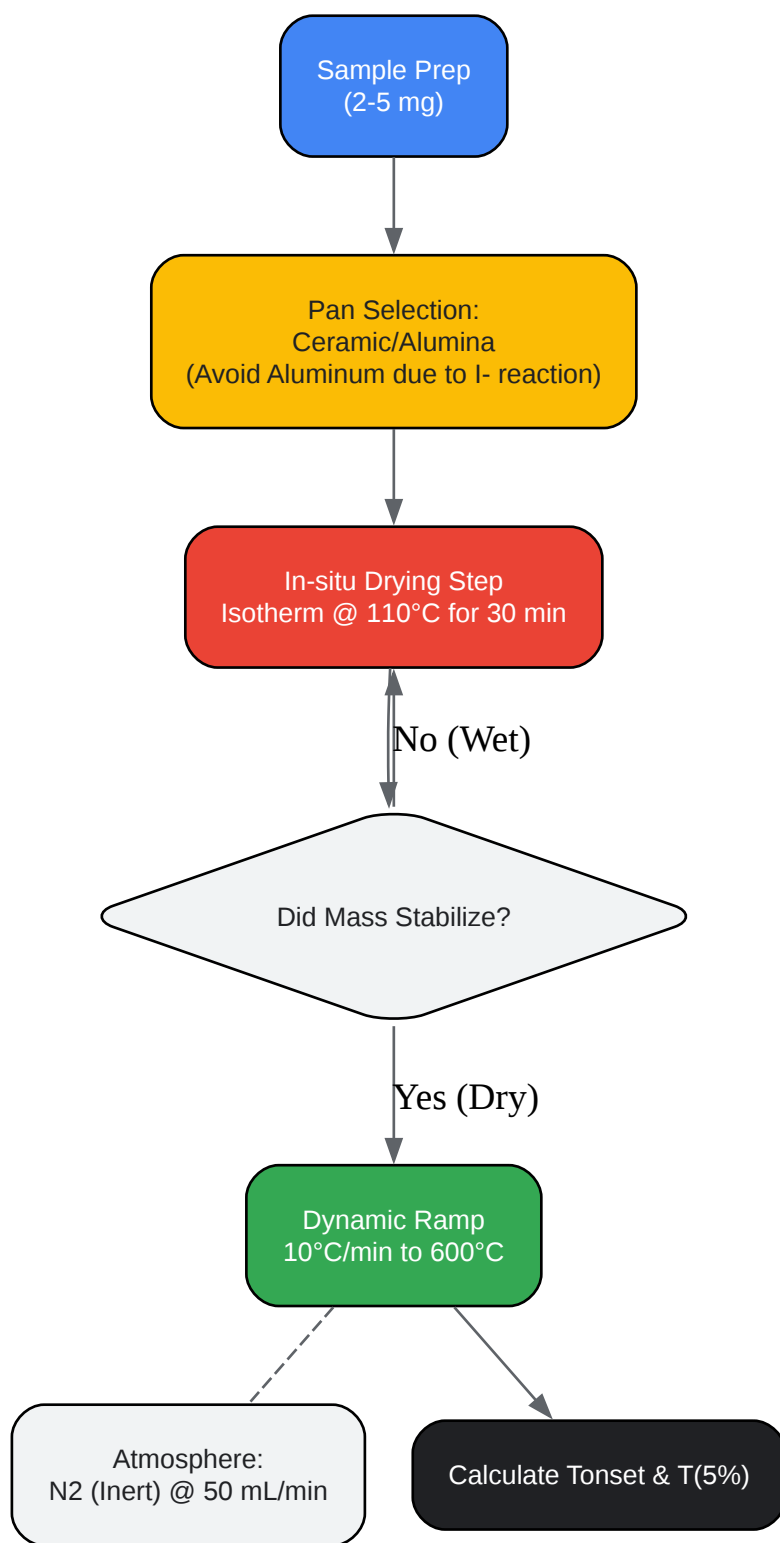 Sample Prep
(2-5 mg)
Pan Selection:
Ceramic/Alumina
(Avoid Aluminum due to I- reaction)
In-situ Drying Step
Isotherm @ 110°C for 30 min
No (Wet)
Did Mass Stabilize?
Yes (Dry)
Dynamic Ramp
10°C/min to 600°C
Atmosphere:
N2 (Inert) @ 50 mL/min
Calculate Tonset & T(5%)